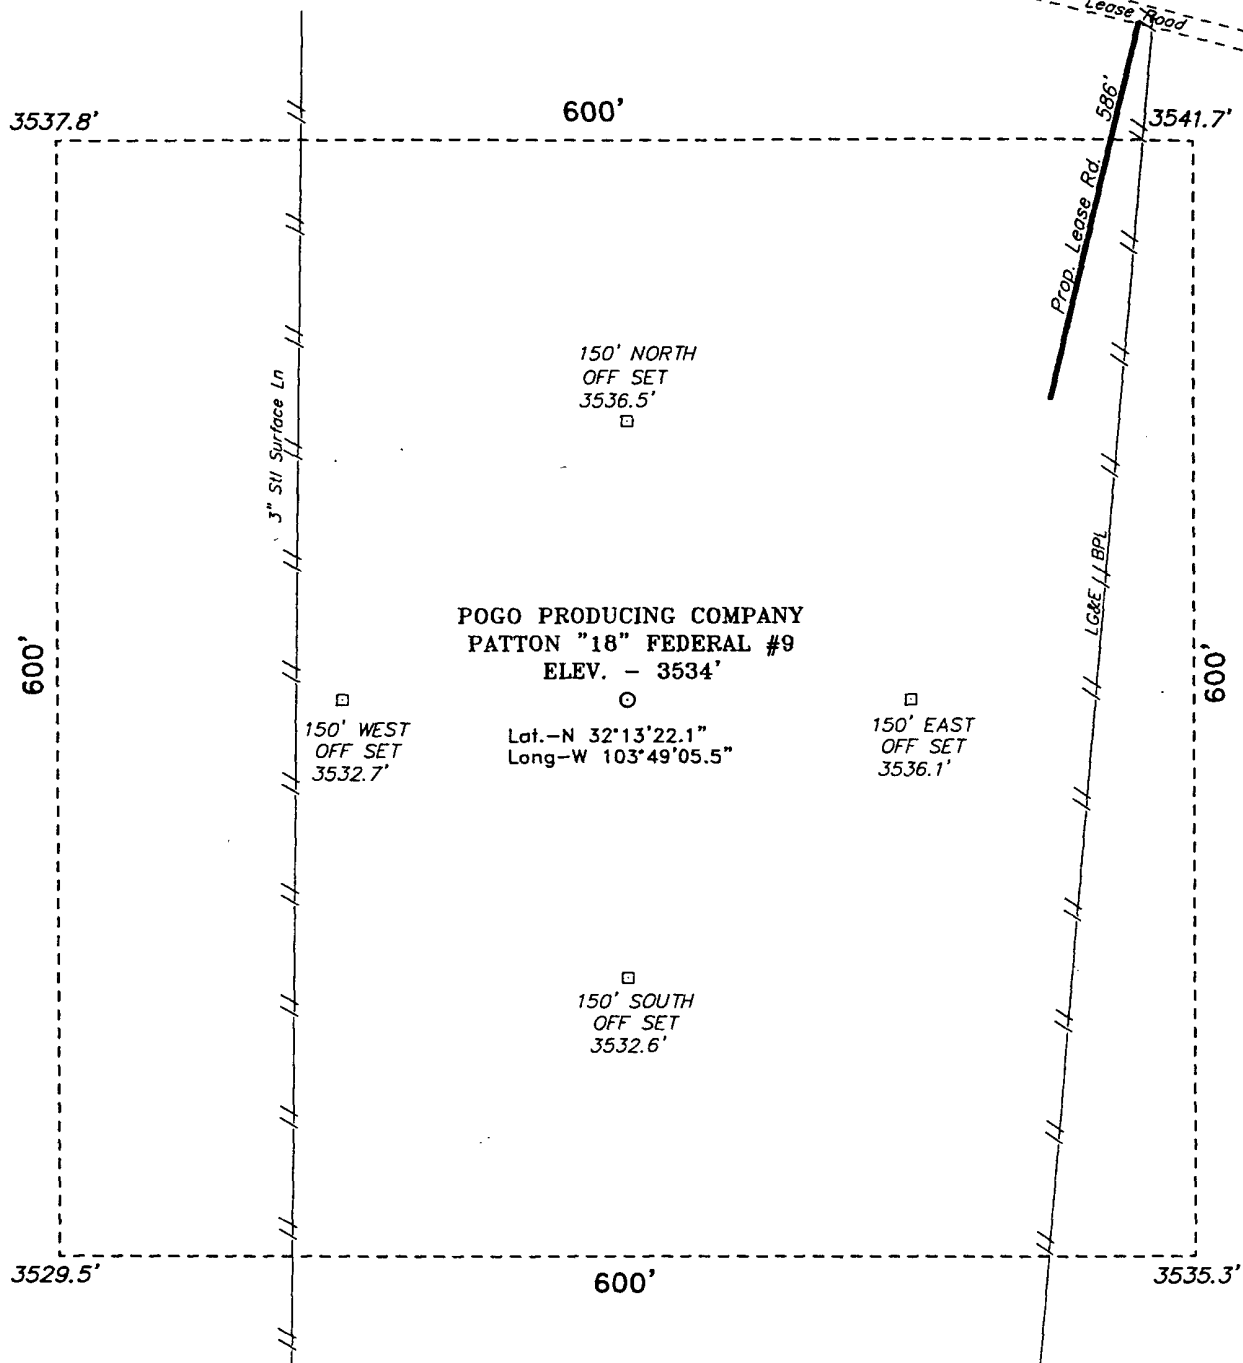 Lease Road
3537.8'
600'
586'
3541.7'
Prop. Lease Rd.
150' NORTH
OFF SET
3536.5'
3" Stl Surface Ln
LG&E BPL
POGO PRODUCING COMPANY
PATTON "18" FEDERAL #9
ELEV. - 3534'
600'
600'
150' WEST
OFF SET
3532.7'
Lat.-N 32°13'22.1"
Long-W 103°49'05.5"
150' EAST
OFF SET
3536.1'
150' SOUTH
OFF SET
3532.6'
3529.5'
600'
3535.3'